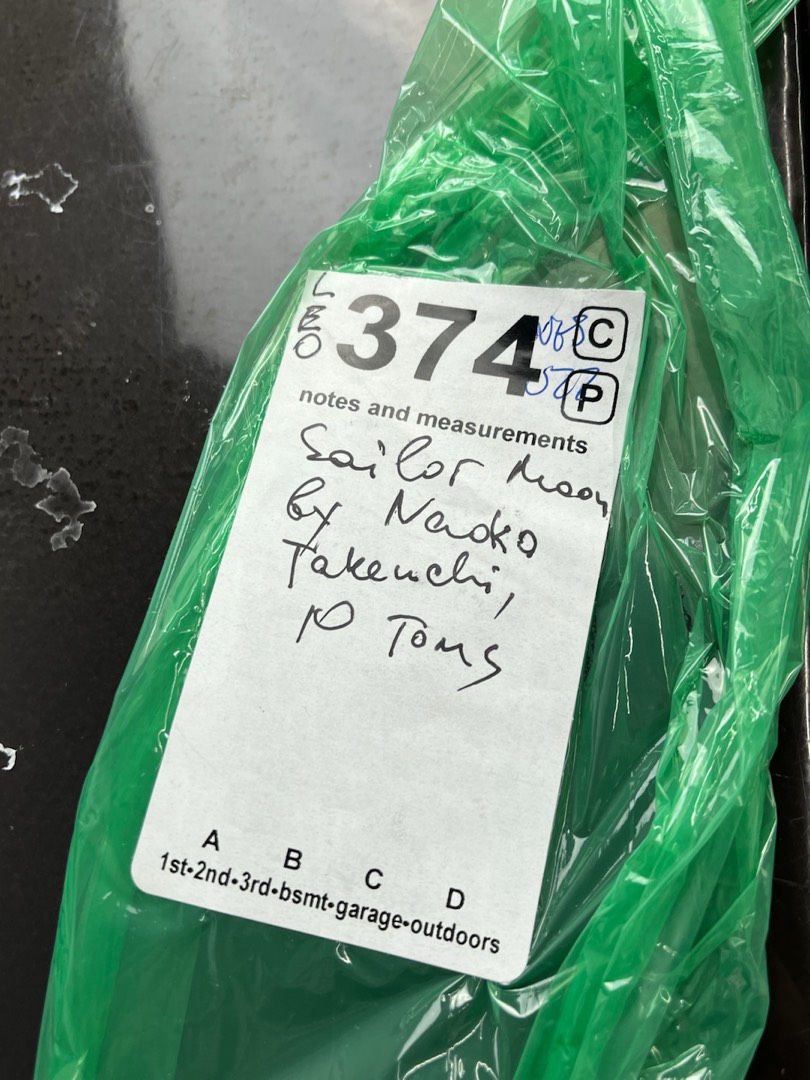 LEO
374
C
P
notes and measurements
Sailor Moon
by Naoko
Takeuchi,
10 Toms
A B C D
1st•2nd•3rd•bsmt•garage•outdoors